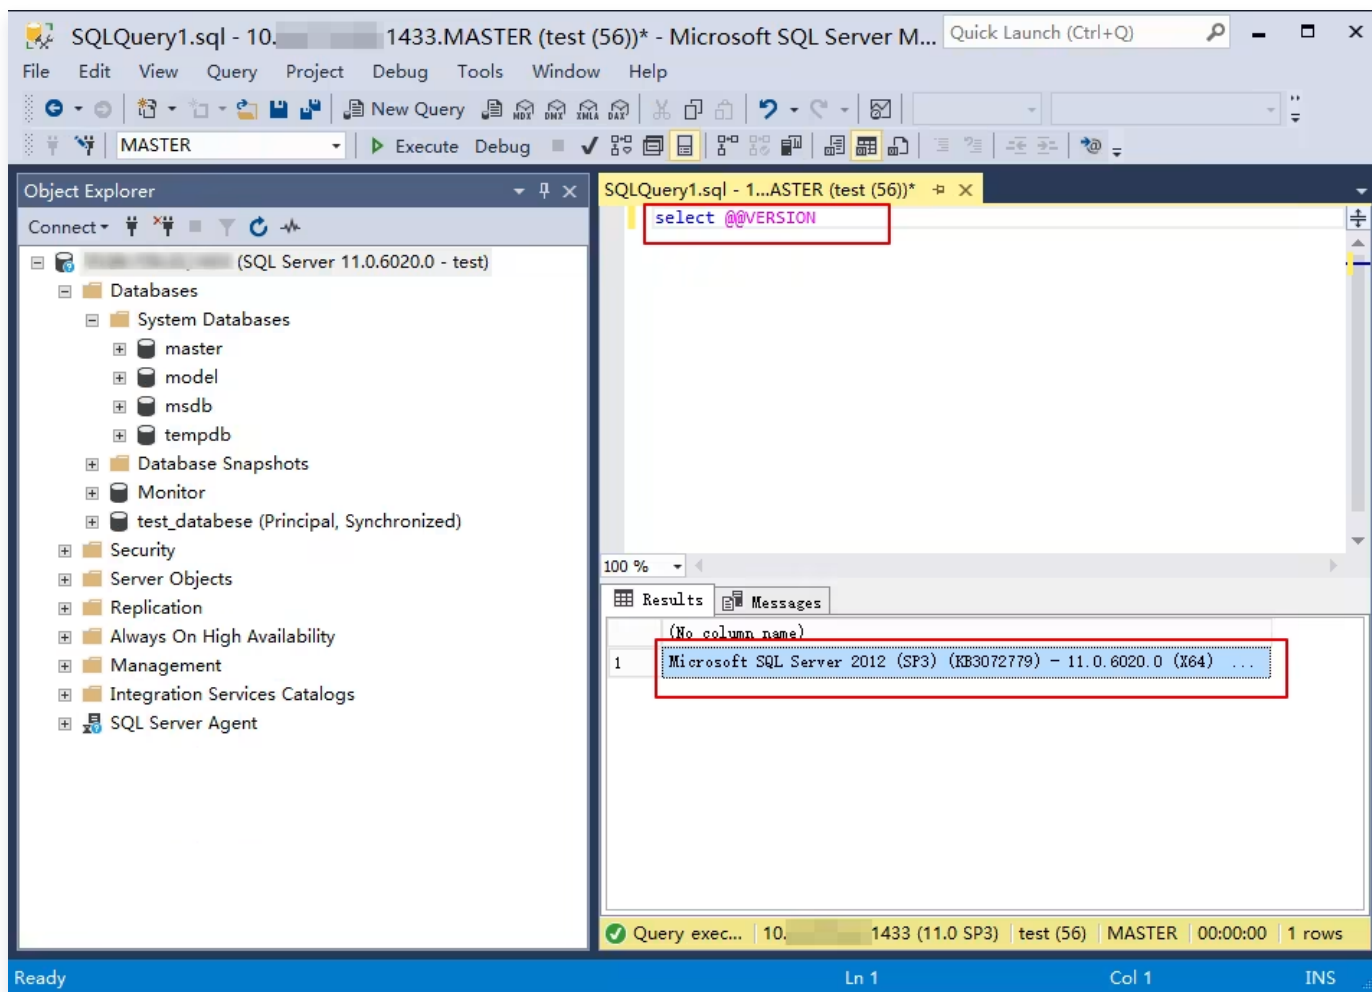 SQLQuery1.sql - 10. 1433.MASTER (test (56))* - Microsoft SQL Server M...
Quick Launch (Ctrl+Q)
File Edit View Query Project Debug Tools Window Help
New Query MDX DMX XMLA DAX
MASTER Execute Debug
Object Explorer
SQLQuery1.sql - 1...ASTER (test (56))*
Connect
select @@VERSION
(SQL Server 11.0.6020.0 - test)
Databases
System Databases
master
model
msdb
tempdb
Database Snapshots
Monitor
test_databese (Principal, Synchronized)
Security
Server Objects
Replication
Always On High Availability
Management
Integration Services Catalogs
SQL Server Agent
100 %
Results Messages
(No column name)
1 Microsoft SQL Server 2012 (SP3) (KB3072779) - 11.0.6020.0 (X64) ...
Query exec... 10. 1433 (11.0 SP3) test (56) MASTER 00:00:00 1 rows
Ready Ln 1 Col 1 INS